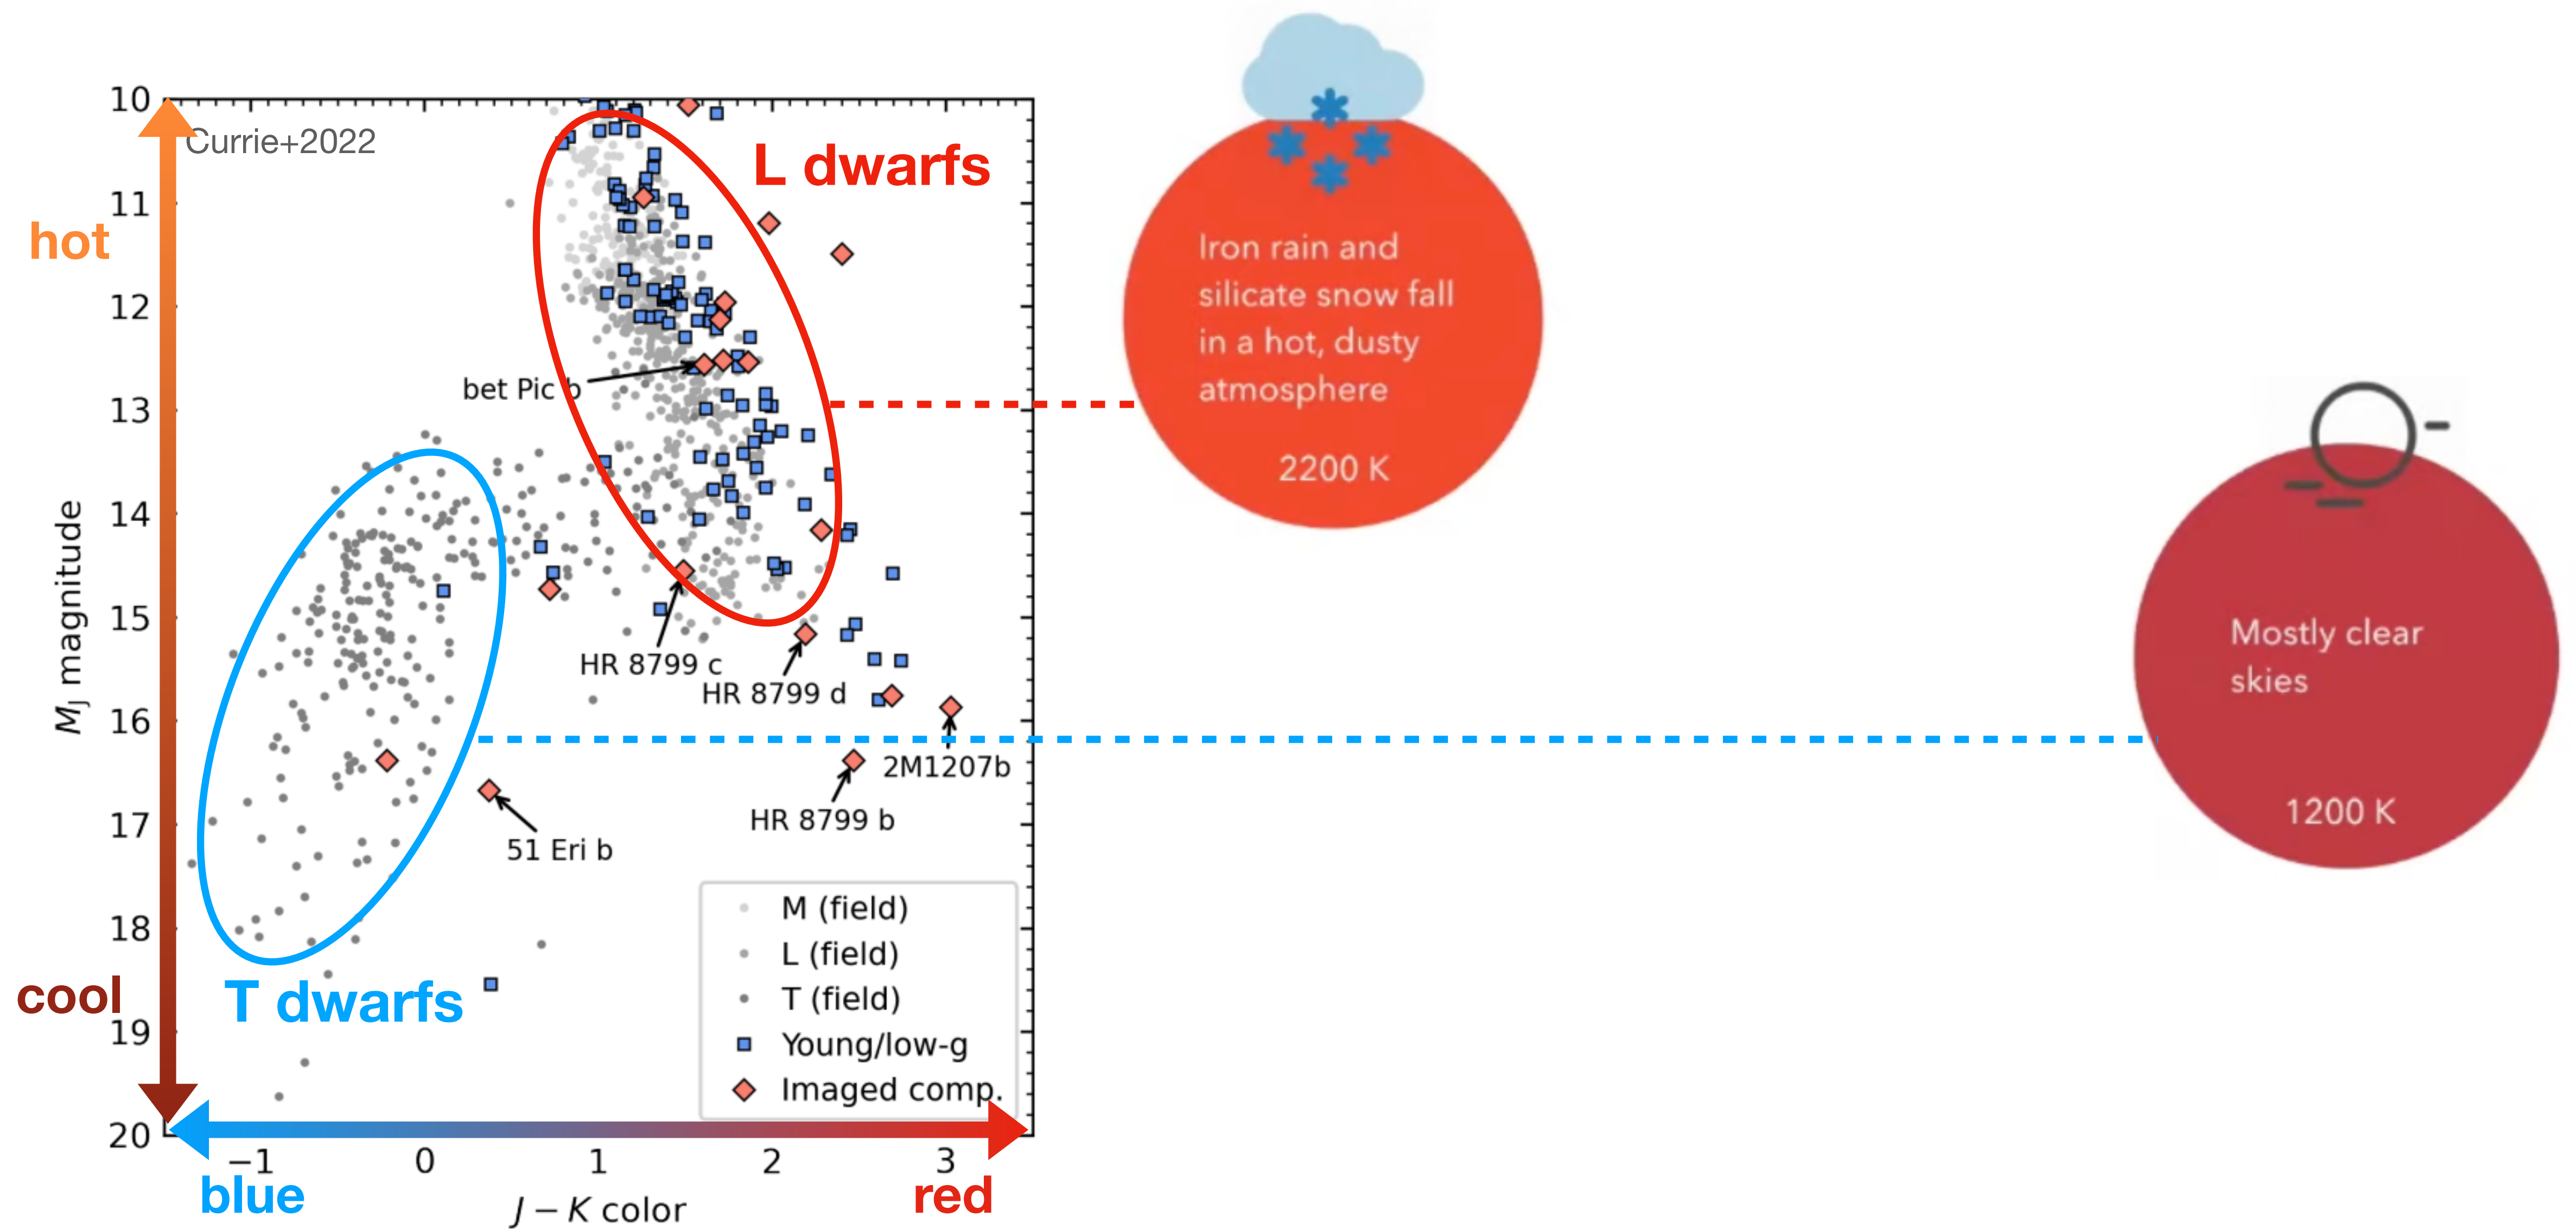 Currie+2022
hot
cool
10
11
12
13
14
15
16
17
18
19
20
MJ magnitude
L dwarfs
bet Pic b
HR 8799 c
HR 8799 d
2M1207b
HR 8799 b
51 Eri b
T dwarfs
M (field)
L (field)
T (field)
Young/low-g
Imaged comp.
−1 0 1 2 3
blue
red
J − K color
Iron rain and
silicate snow fall
in a hot, dusty
atmosphere
2200 K
Mostly clear
skies
1200 K